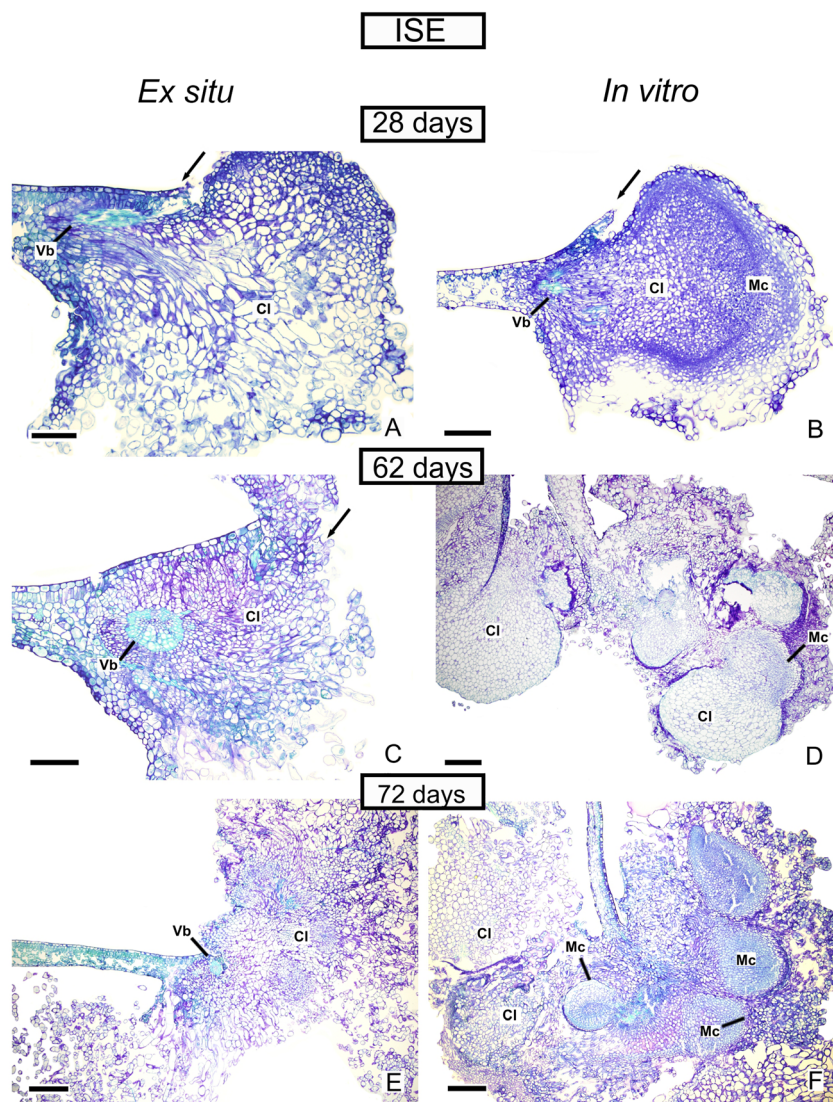 ISE
Ex situ
In vitro
28 days
Vb
Cl
A
Vb
Cl
Mc
B
62 days
Vb
Cl
C
Cl
Mc
Cl
D
72 days
Vb
Cl
E
Cl
Mc
Mc
Cl
Mc
F